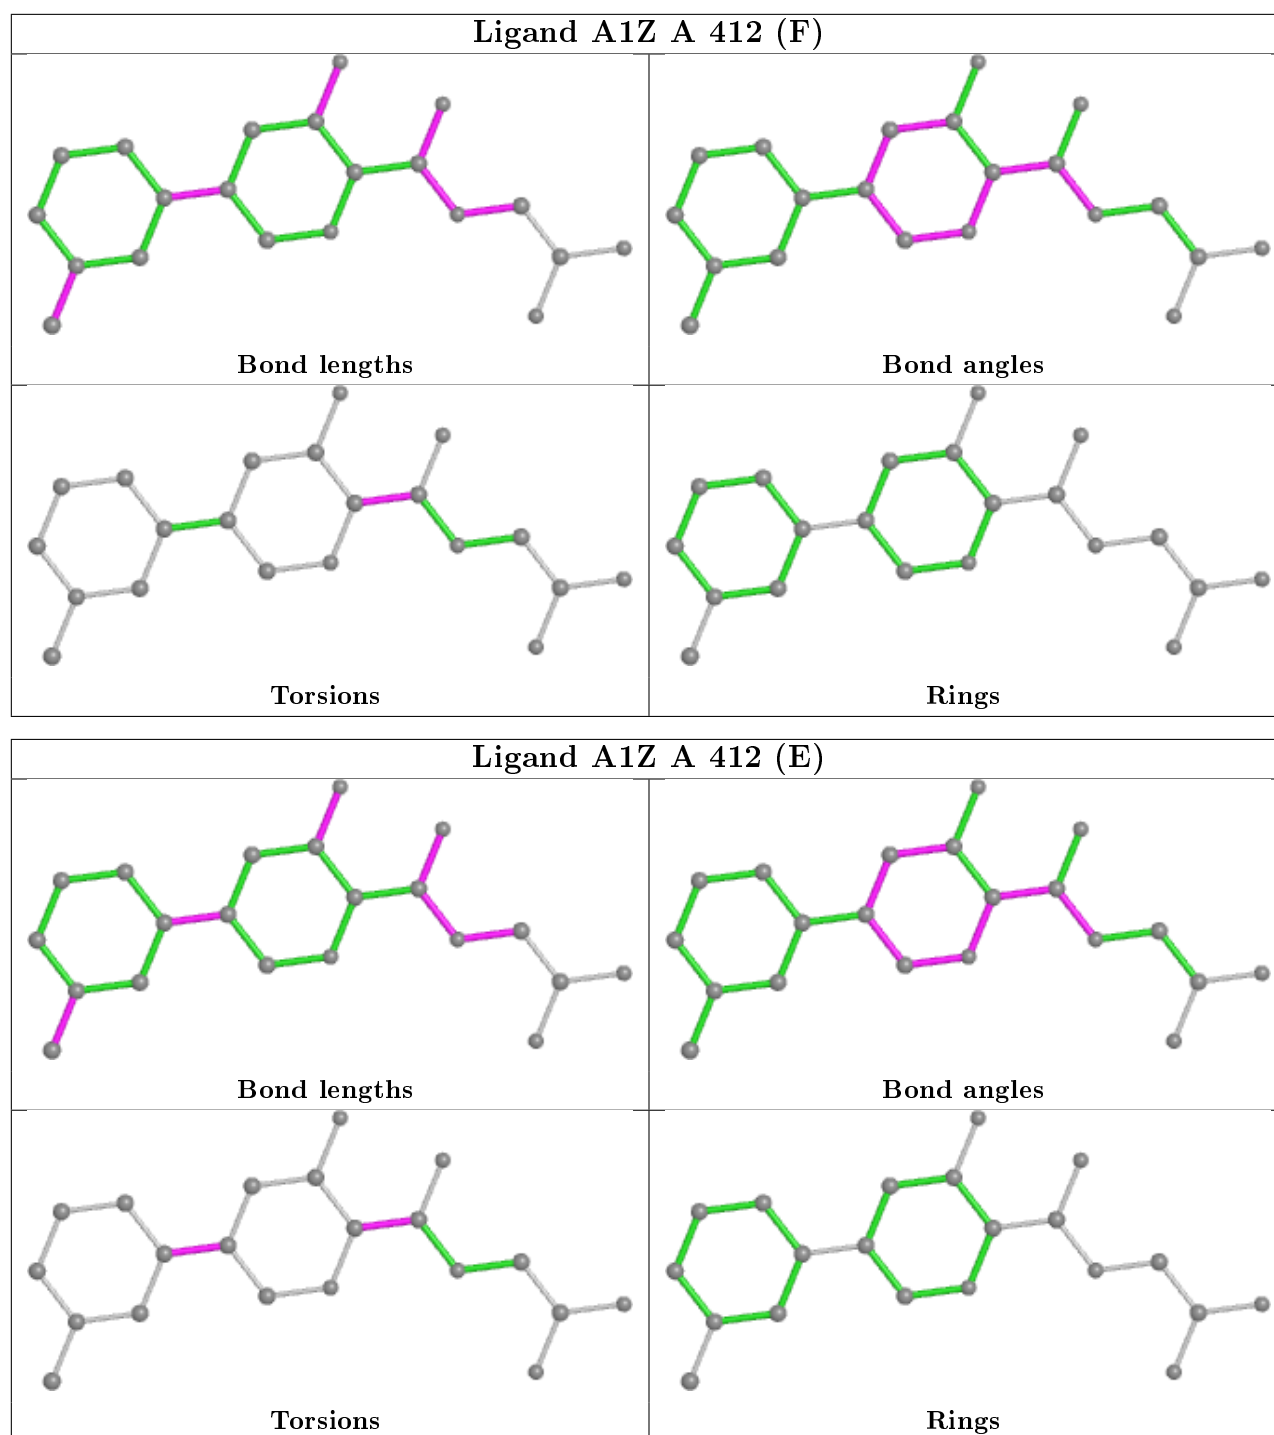 Ligand A1Z A 412 (F)
Bond lengths
Bond angles
Torsions
Rings
Ligand A1Z A 412 (E)
Bond lengths
Bond angles
Torsions
Rings